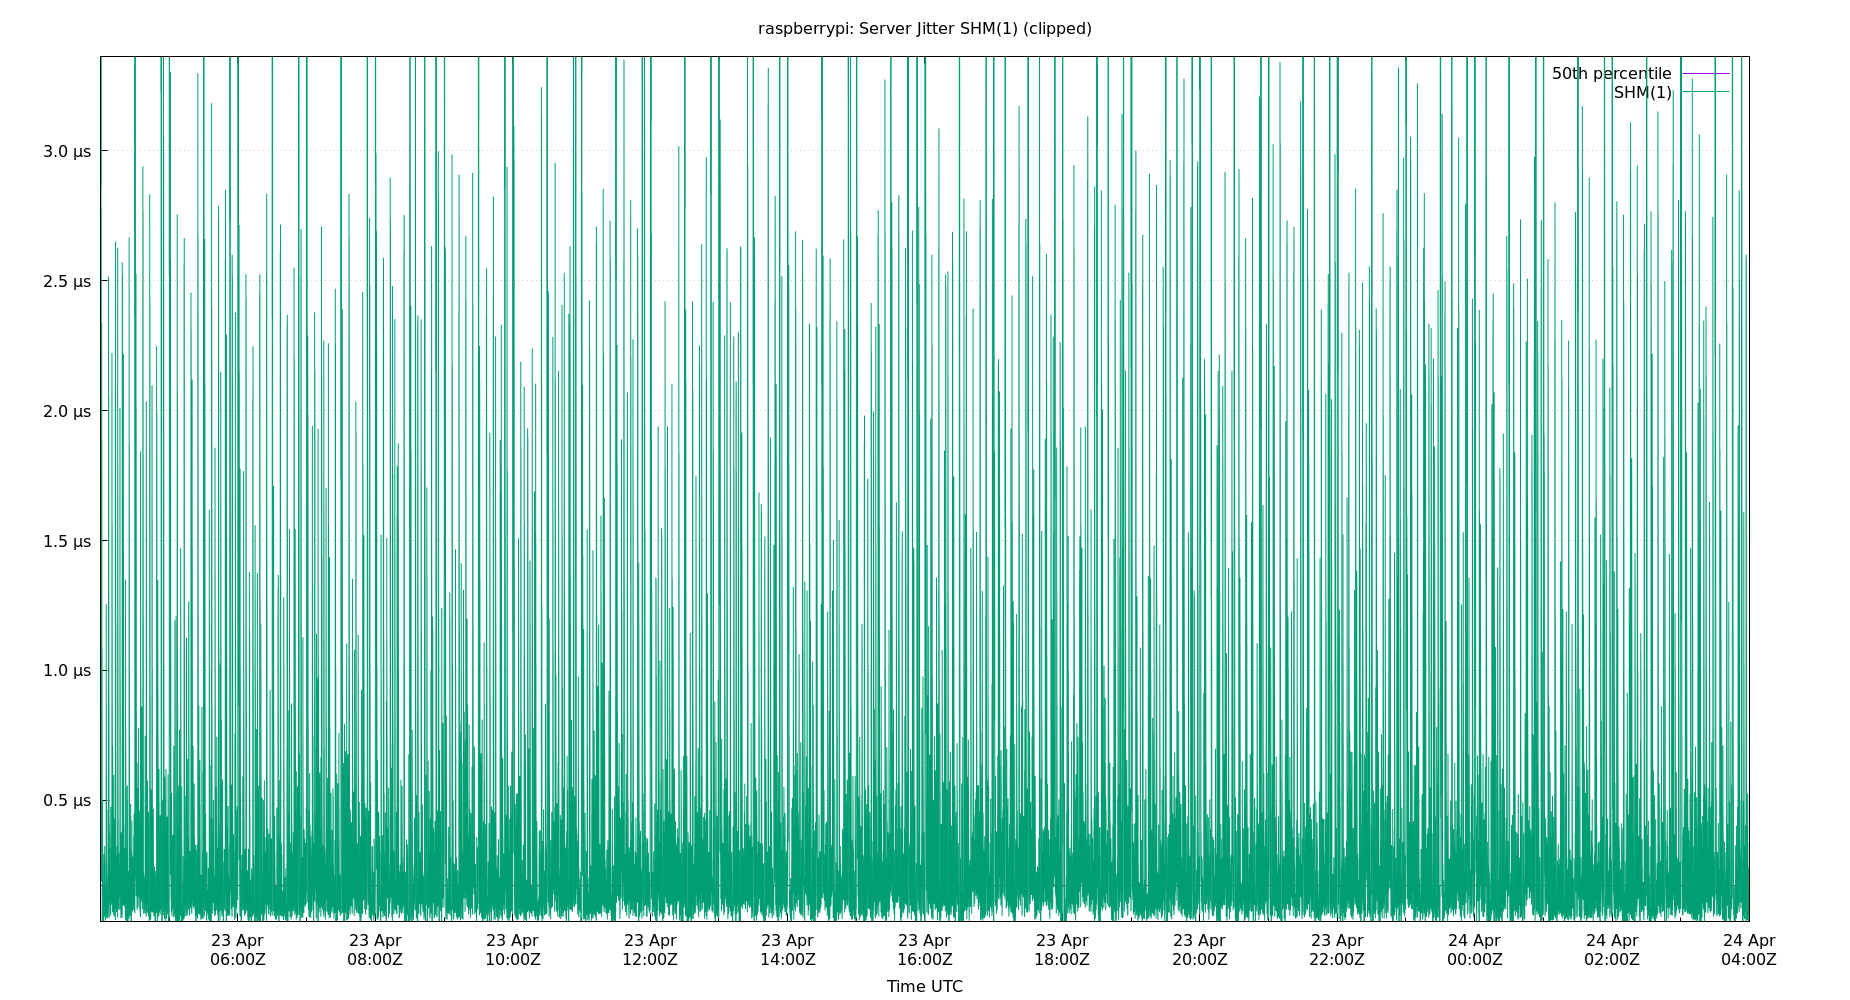 raspberrypi: Server Jitter SHM(1) (clipped)
50th percentile
SHM(1)
3.0 µs
2.5 µs
2.0 µs
1.5 µs
1.0 µs
0.5 µs
23 Apr 23 Apr 23 Apr 23 Apr 23 Apr 23 Apr 23 Apr 23 Apr 23 Apr 24 Apr 24 Apr 24 Apr
06:00Z 08:00Z 10:00Z 12:00Z 14:00Z 16:00Z 18:00Z 20:00Z 22:00Z 00:00Z 02:00Z 04:00Z
Time UTC